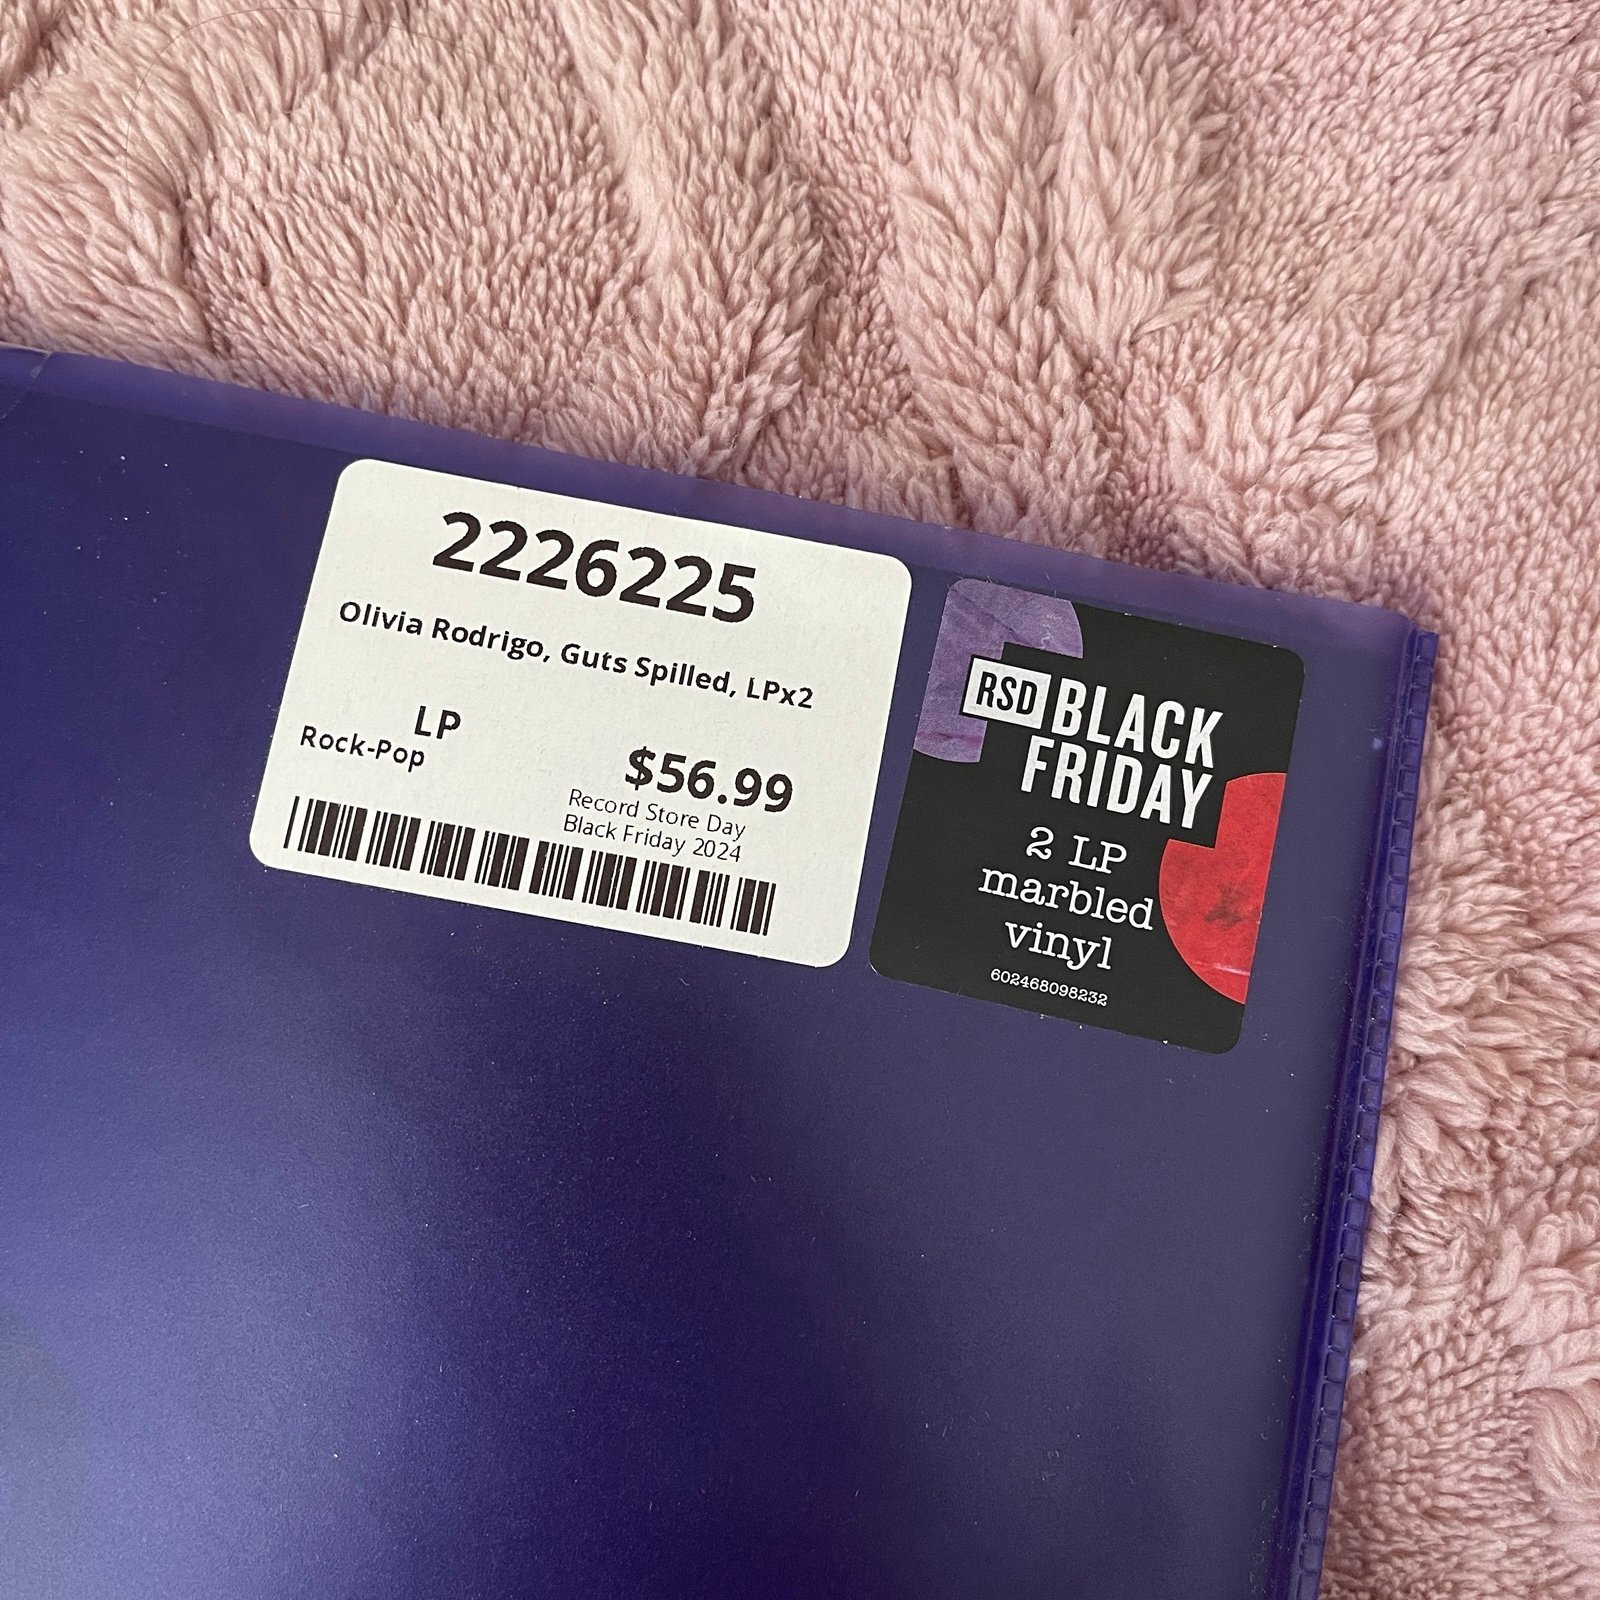 2226225
Olivia Rodrigo, Guts Spilled, LPx2
LP
Rock-Pop
$56.99
Record Store Day
Black Friday 2024
RSD BLACK
FRIDAY
2 LP
marbled
vinyl
602468098232